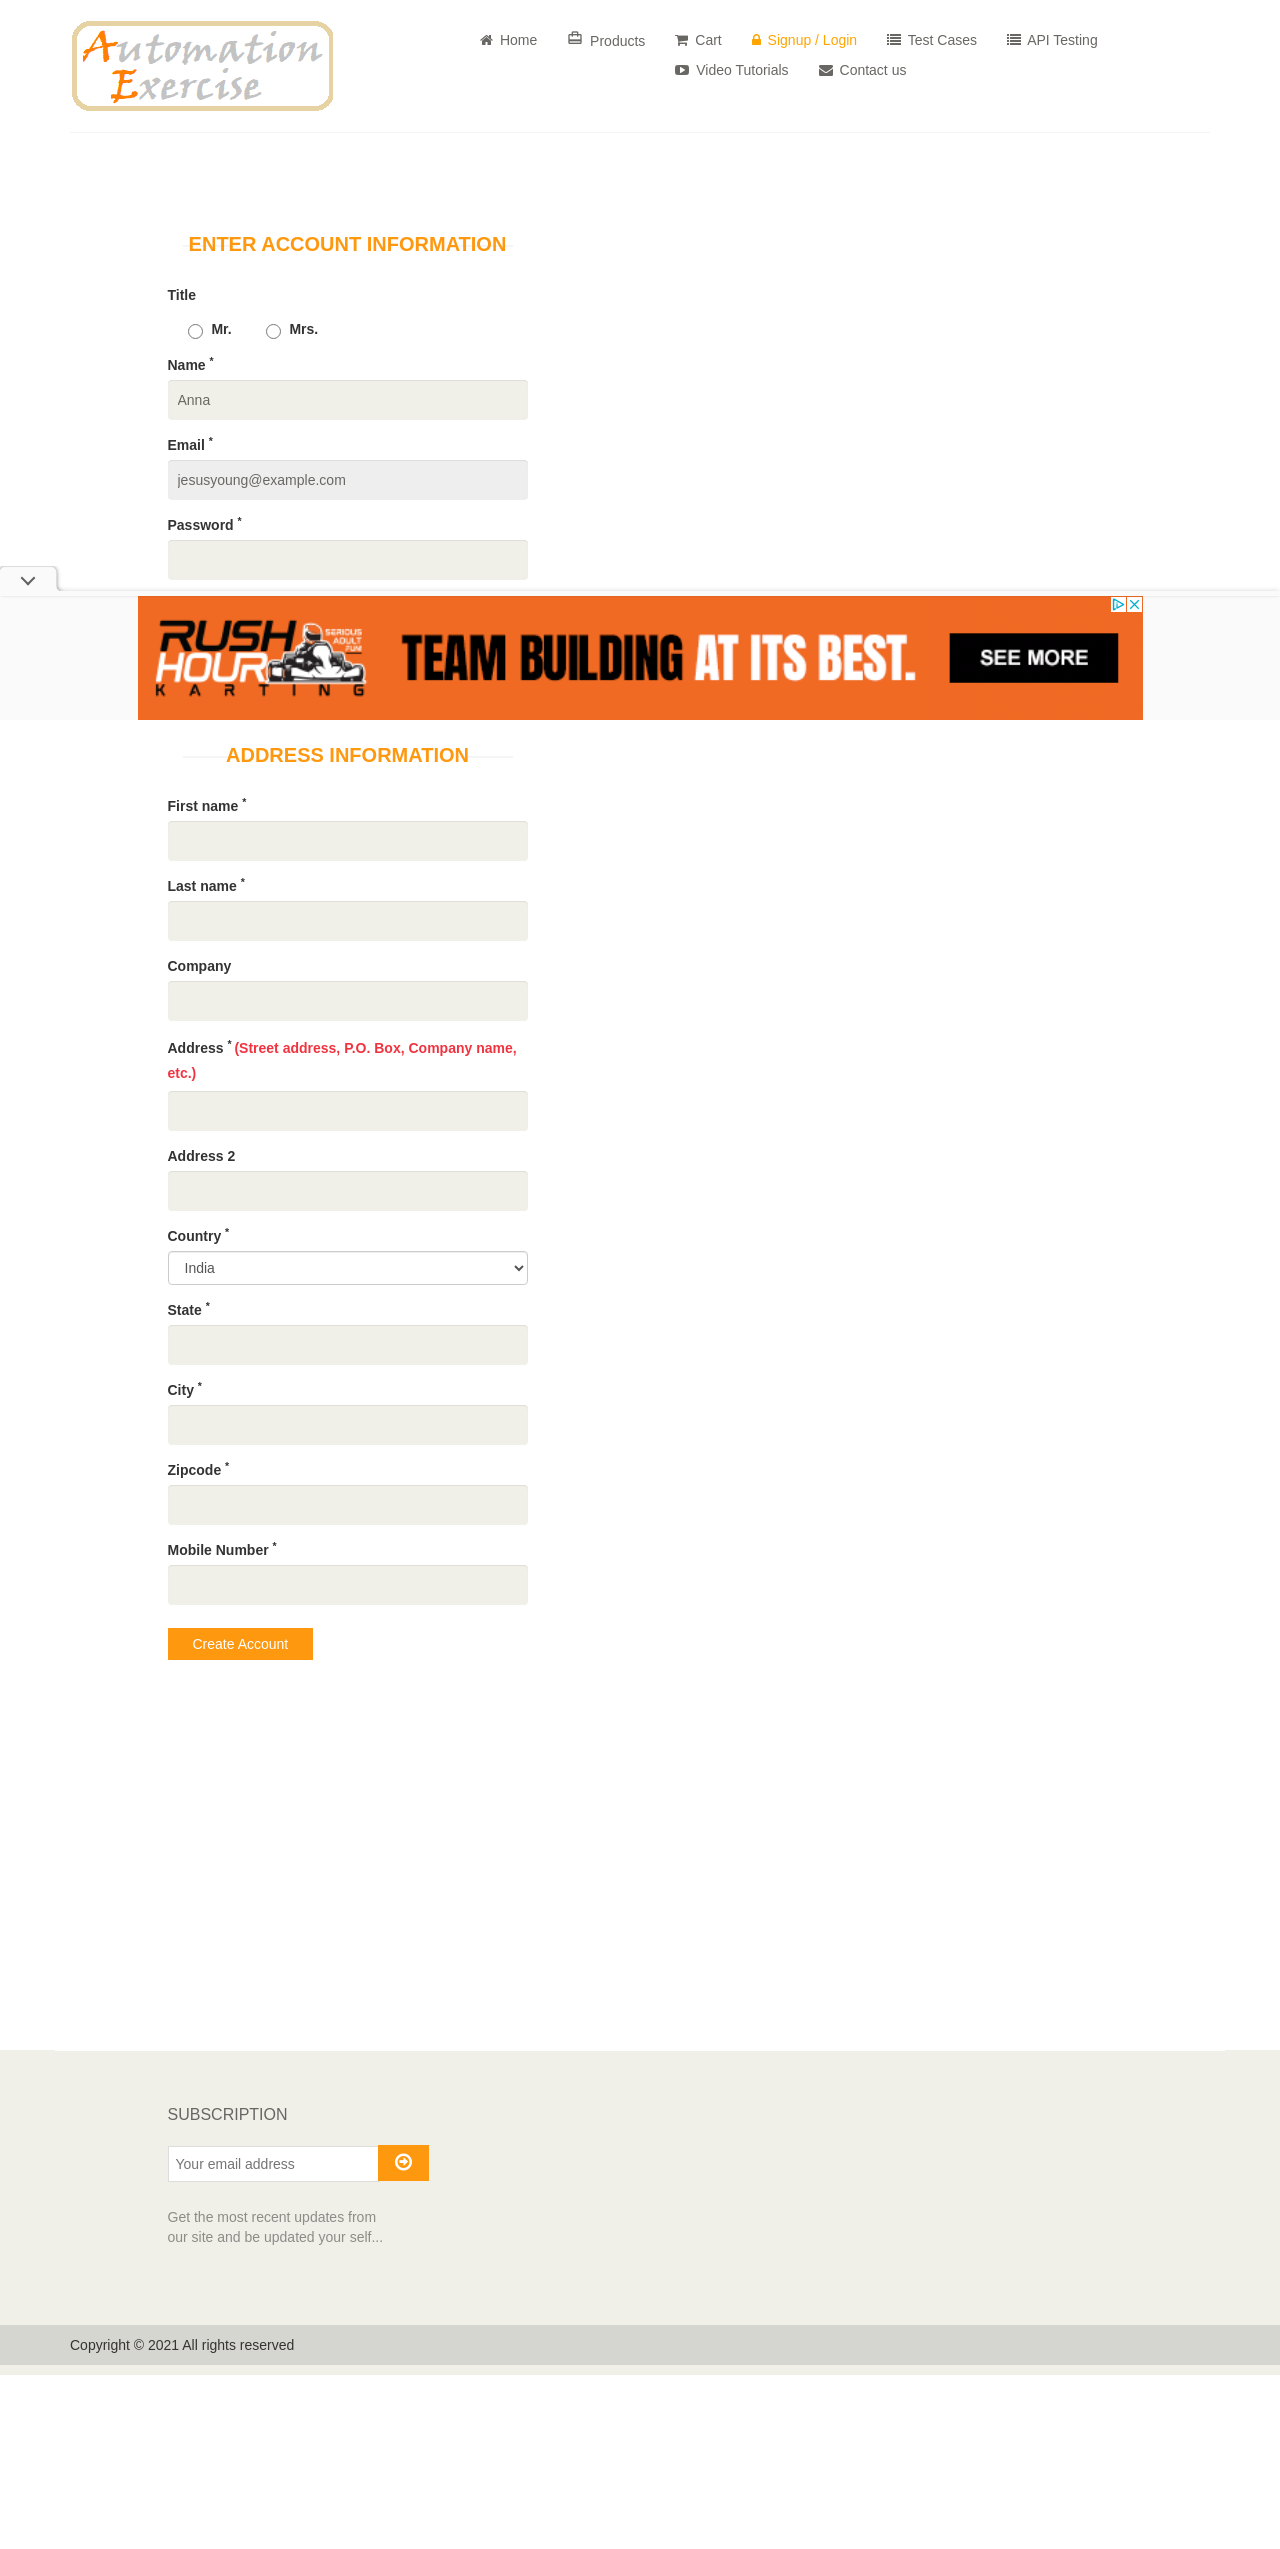 Automation
Exercise
Home
Products
Cart
Signup / Login
Test Cases
API Testing
Video Tutorials
Contact us
ENTER ACCOUNT INFORMATION
Title
Mr.
Mrs.
Name *
Anna
Email *
jesusyoung@example.com
Password *
RUSH
HOUR
KARTING
SERIOUS
ADULT
FUN!
TEAM BUILDING AT ITS BEST.
SEE MORE
ADDRESS INFORMATION
First name *
Last name *
Company
Address * (Street address, P.O. Box, Company name,
etc.)
Address 2
Country *
India
State *
City *
Zipcode *
Mobile Number *
Create Account
SUBSCRIPTION
Your email address
Get the most recent updates from
our site and be updated your self...
Copyright © 2021 All rights reserved